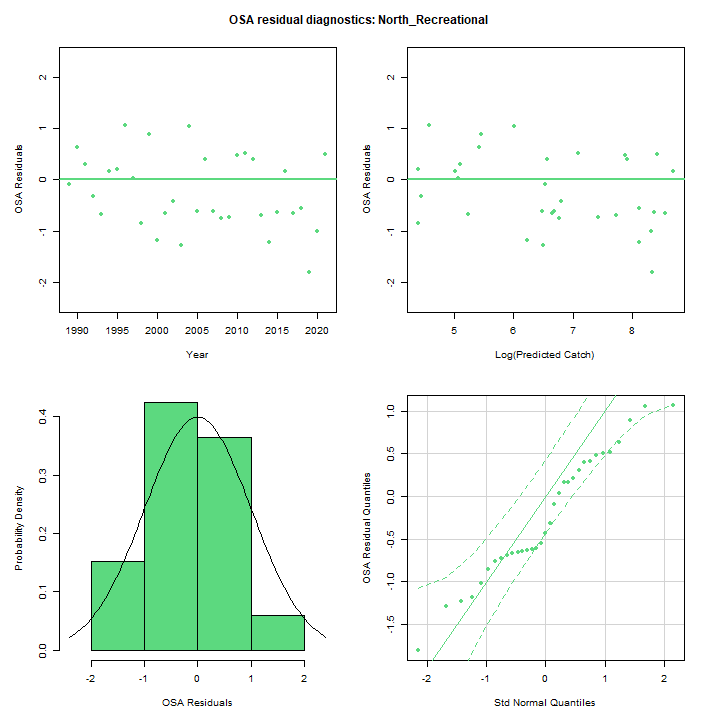 OSA residual diagnostics: North_Recreational
OSA Residuals
2
1
0
-1
-2
1990 1995 2000 2005 2010 2015 2020
Year
OSA Residuals
2
1
0
-1
-2
5 6 7 8
Log(Predicted Catch)
Probability Density
0.4
0.3
0.2
0.1
0.0
-2 -1 0 1 2
OSA Residuals
OSA Residual Quantiles
1.0
0.5
0.0
-0.5
-1.0
-1.5
-2 -1 0 1 2
Std Normal Quantiles